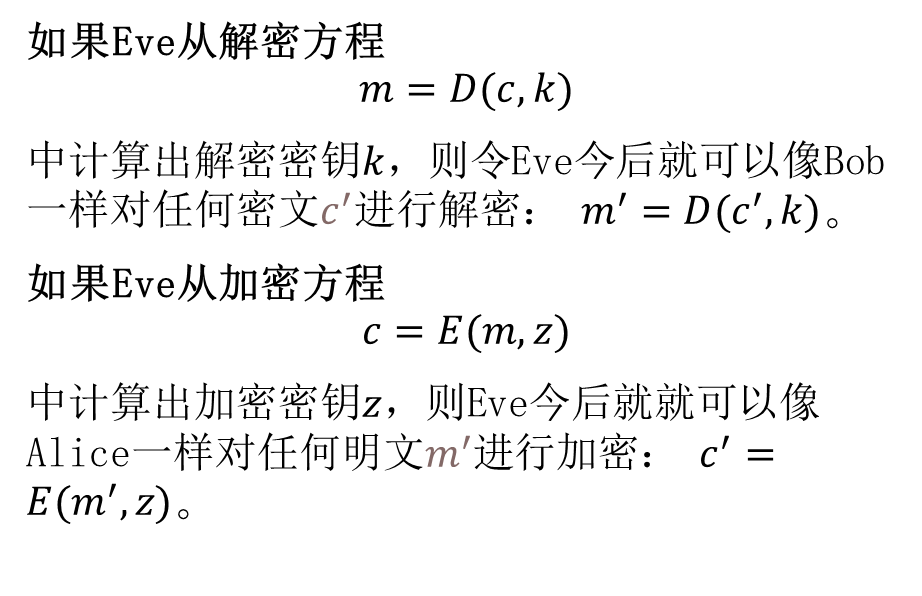 如果Eve从解密方程
m = D(c, k)
中计算出解密密钥k，则令Eve今后就可以像Bob
一样对任何密文c′进行解密： m′ = D(c′, k)。
如果Eve从加密方程
c = E(m, z)
中计算出加密密钥z，则Eve今后就就可以像
Alice一样对任何明文m′进行加密： c′ =
E(m′, z)。